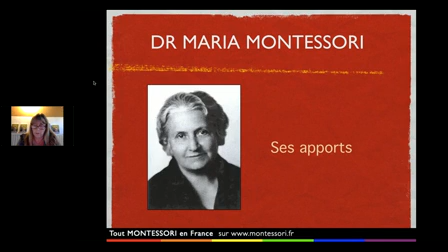 DR MARIA MONTESSORI
Ses apports
Tout MONTESSORI en France sur www.montessori.fr